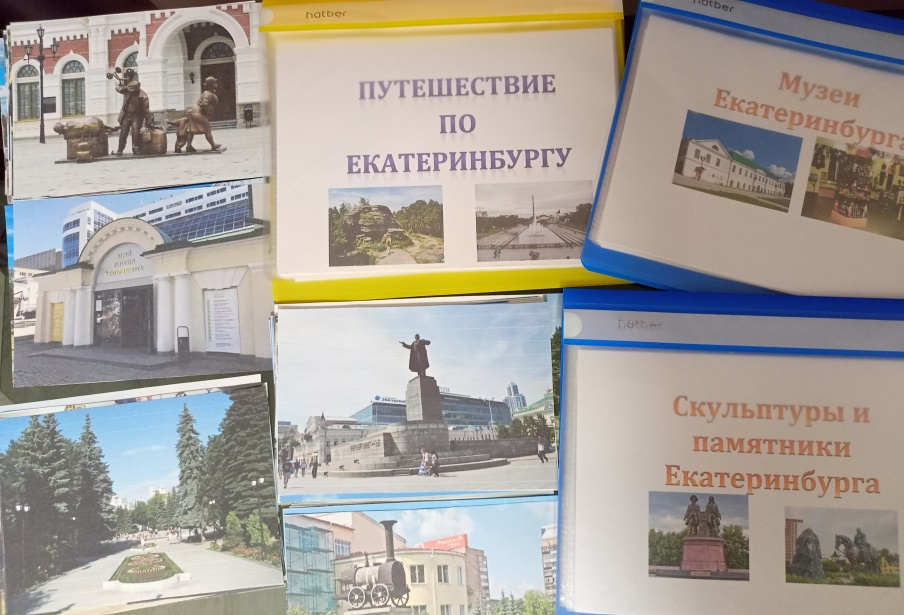 hatber
ПУТЕШЕСТВИЕ
ПО
ЕКАТЕРИНБУРГУ
hatber
Музеи
Екатеринбурга
hatber
Скульптуры и
памятники
Екатеринбурга